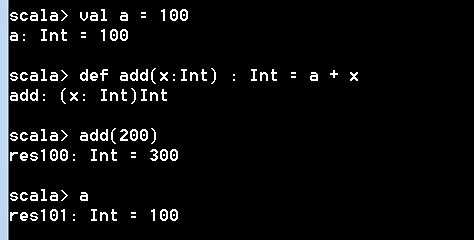 scala> val a = 100
a: Int = 100
scala> def add(x:Int) : Int = a + x
add: (x: Int)Int
scala> add(200)
res100: Int = 300
scala> a
res101: Int = 100